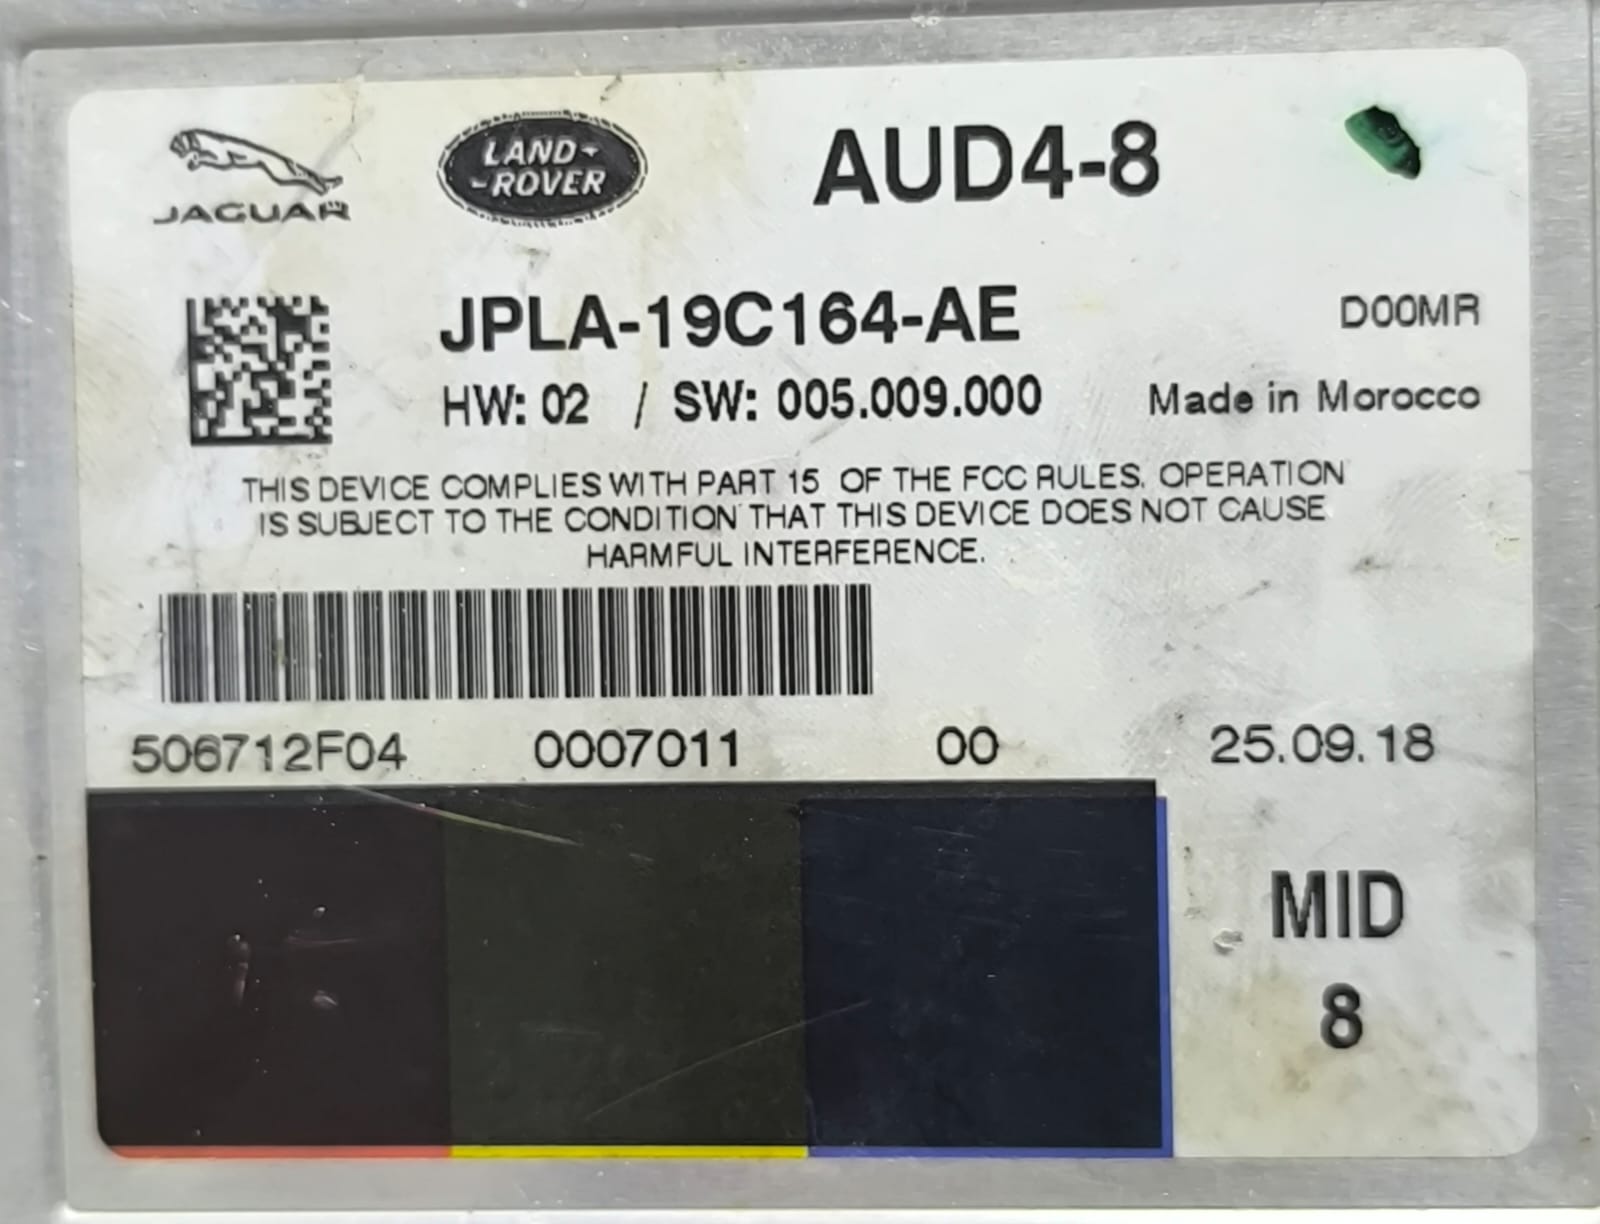 JAGUAR
LAND-
-ROVER
AUD4-8
JPLA-19C164-AE
D00MR
HW: 02 / SW: 005.009.000
Made in Morocco
THIS DEVICE COMPLIES WITH PART 15 OF THE FCC RULES. OPERATION
IS SUBJECT TO THE CONDITION THAT THIS DEVICE DOES NOT CAUSE
HARMFUL INTERFERENCE.
506712F04 0007011 00 25.09.18
MID
8